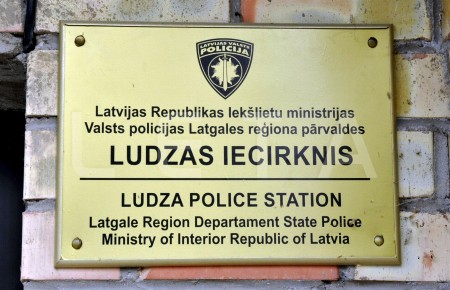 LATVIJAS VALSTS
POLICIJA
Latvijas Republikas Iekšlietu ministrijas
Valsts policijas Latgales reģiona pārvaldes
LUDZAS IECIRKNIS
LUDZA POLICE STATION
Latgale Region Departament State Police
Ministry of Interior Republic of Latvia